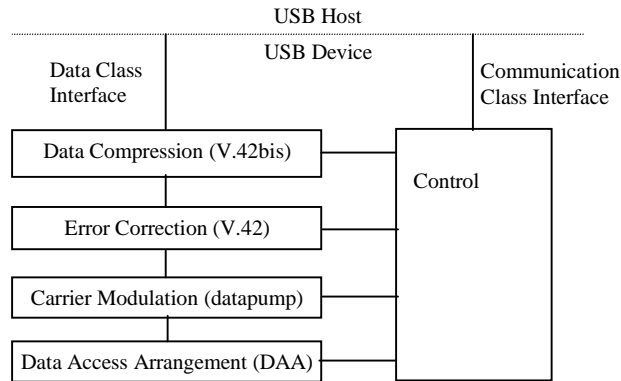 USB Host
USB Device
Data Class
Interface
Communication
Class Interface
Data Compression (V.42bis)
Control
Error Correction (V.42)
Carrier Modulation (datapump)
Data Access Arrangement (DAA)